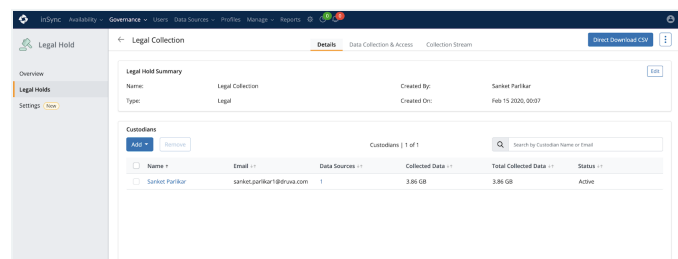 inSync Availability Governance Users Data Sources Profiles Manage Reports 0 0
Legal Hold
Overview
Legal Holds
Settings New
← Legal Collection
Details Data Collection & Access Collection Stream
Direct Download CSV
Legal Hold Summary
Edit
Name: Legal Collection Created By: Sanket Parlikar
Type: Legal Created On: Feb 15 2020, 00:07
Custodians
Add Remove Custodians | 1 of 1 Search by Custodian Name or Email
Name Email Data Sources Collected Data Total Collected Data Status
Sanket Parlikar sanket.parlikar1@druva.com 1 3.86 GB 3.86 GB Active